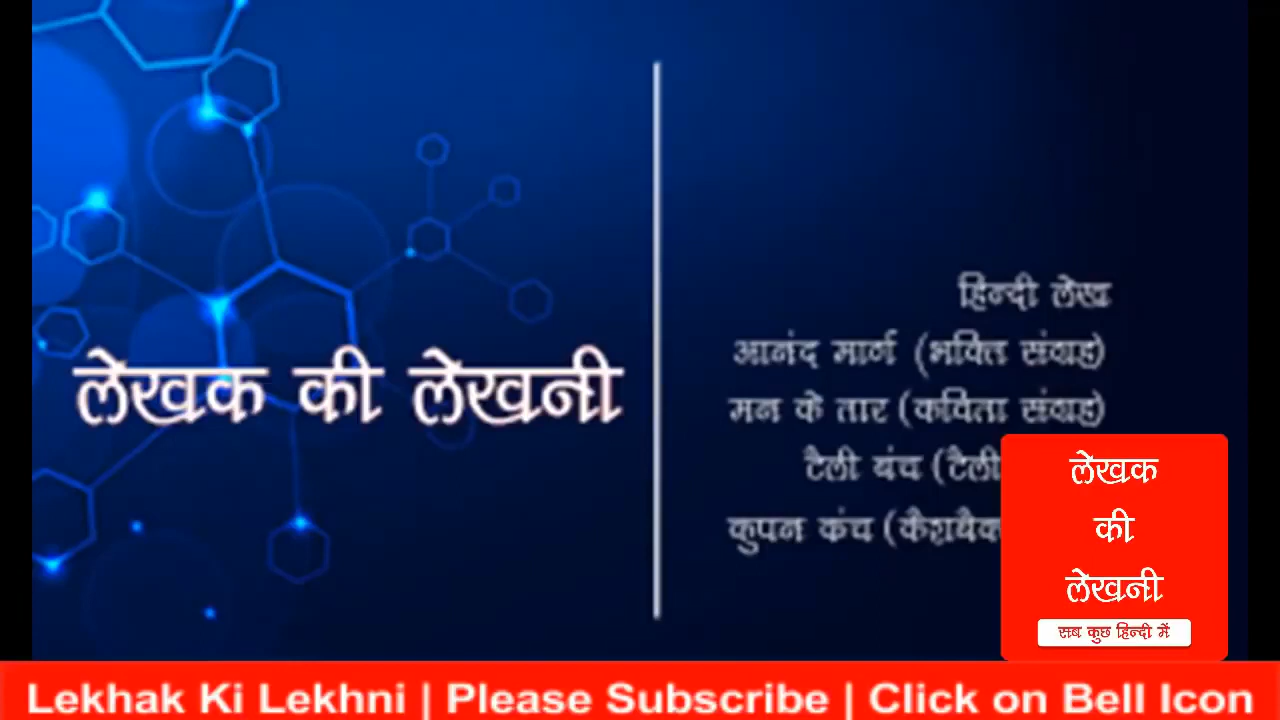 लेखक की लेखनी
हिन्दी लेख
आनंद मार्ग (भक्ति संग्रह)
मन के तार (कविता संग्रह)
टैली बंच (टैली
कुपन कंच (कैशबैक
लेखक
की
लेखनी
सब कुछ हिन्दी में
Lekhak Ki Lekhni | Please Subscribe | Click on Bell Icon